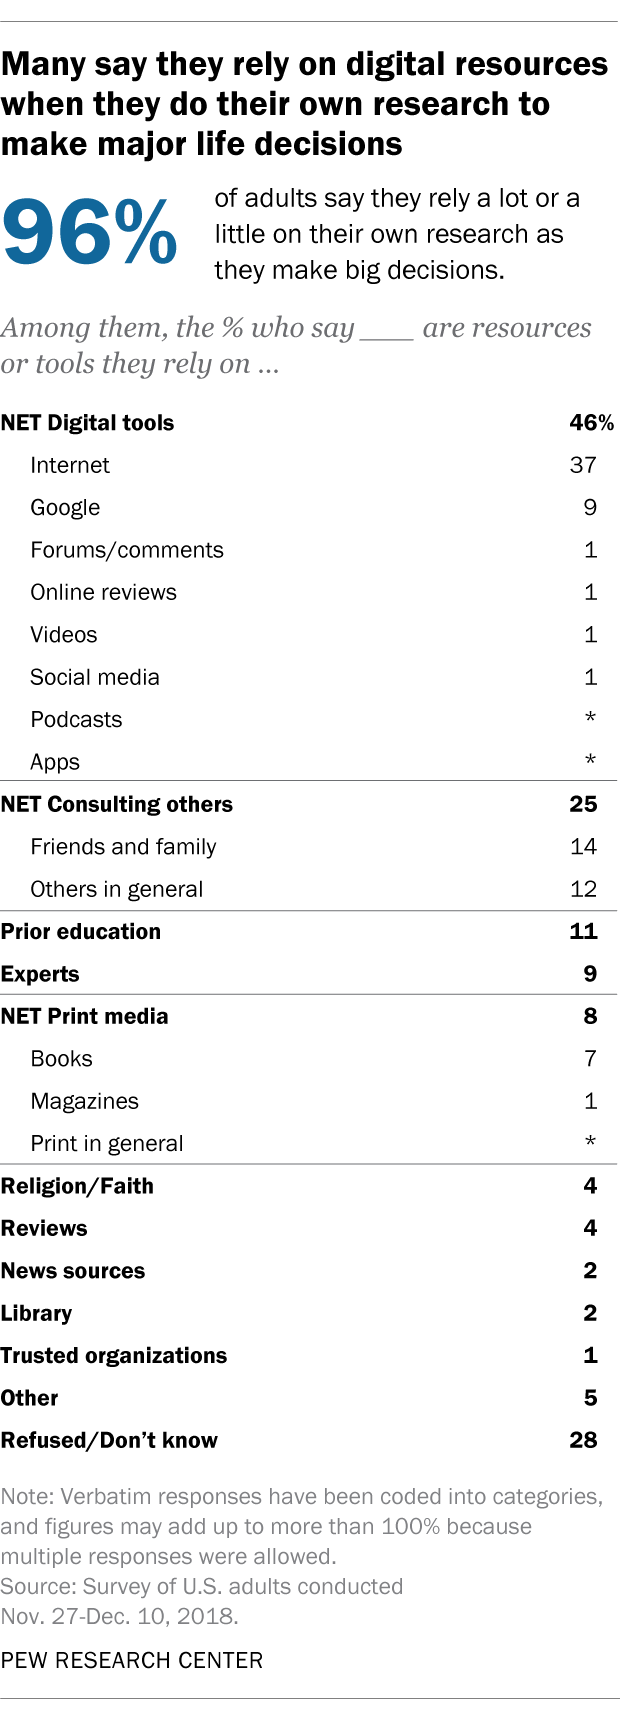 Many say they rely on digital resources
when they do their own research to
make major life decisions
96%
of adults say they rely a lot or a
little on their own research as
they make big decisions.
Among them, the % who say ____ are resources
or tools they rely on ...
NET Digital tools 46%
Internet 37
Google 9
Forums/comments 1
Online reviews 1
Videos 1
Social media 1
Podcasts *
Apps *
NET Consulting others 25
Friends and family 14
Others in general 12
Prior education 11
Experts 9
NET Print media 8
Books 7
Magazines 1
Print in general *
Religion/Faith 4
Reviews 4
News sources 2
Library 2
Trusted organizations 1
Other 5
Refused/Don’t know 28
Note: Verbatim responses have been coded into categories,
and figures may add up to more than 100% because
multiple responses were allowed.
Source: Survey of U.S. adults conducted
Nov. 27-Dec. 10, 2018.
PEW RESEARCH CENTER